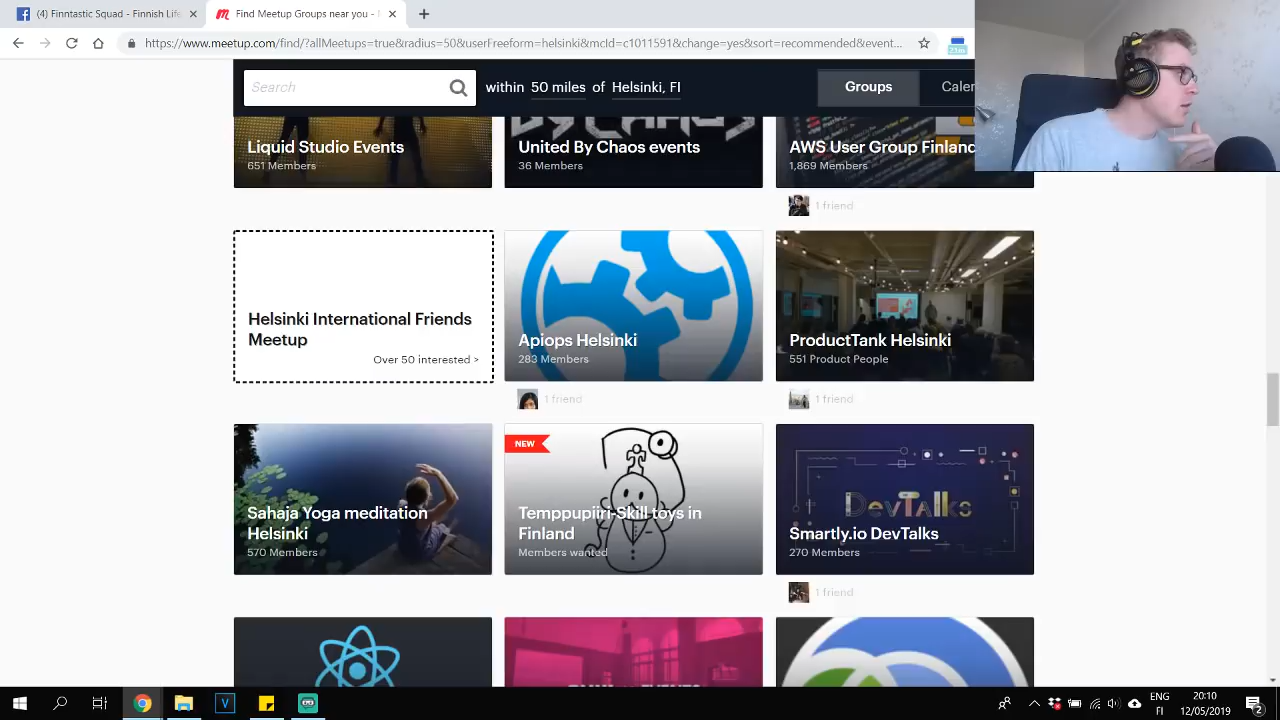 (4) Finntastic Squad - Finnish Life
Find Meetup Groups near you -
https://www.meetup.com/find/?allMeetups=true&radius=50&userFreeform=helsinki&mcId=c1011591&change=yes&sort=recommended&event...
Search
within 50 miles of Helsinki, FI
Groups
Calen
Liquid Studio Events
651 Members
United By Chaos events
36 Members
AWS User Group Finland
1,869 Members
1 friend
Helsinki International Friends
Meetup
Over 50 interested >
Apiops Helsinki
283 Members
1 friend
ProductTank Helsinki
551 Product People
1 friend
Sahaja Yoga meditation
Helsinki
570 Members
NEW
Temppupiiri-Skill toys in
Finland
Members wanted
DevTalks
Smartly.io DevTalks
270 Members
1 friend
ENG
FI
20:10
12/05/2019
2